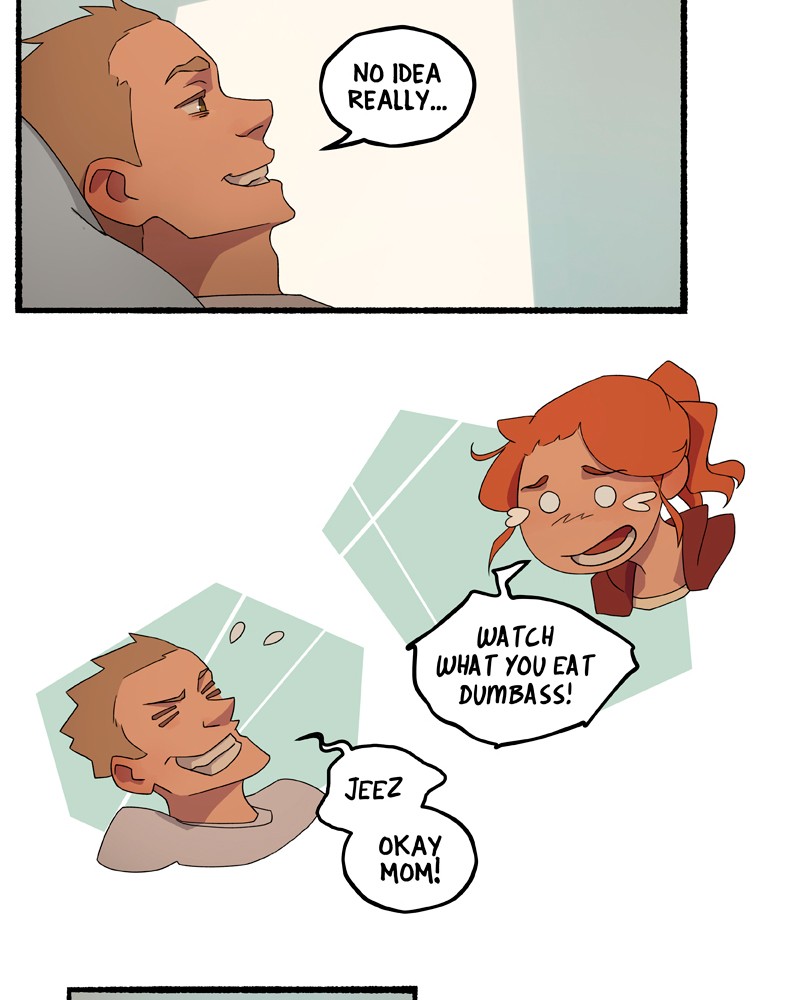 NO IDEA
REALLY...
WATCH
WHAT YOU EAT
DUMBASS!
JEEZ
OKAY
MOM!